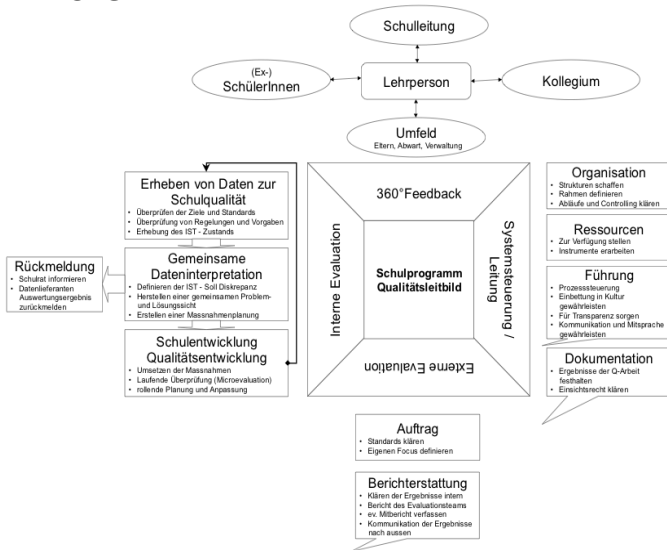 Schulleitung
(Ex-)
SchülerInnen
Lehrperson
Kollegium
Umfeld
Eltern, Abwart, Verwaltung
Erheben von Daten zur
Schulqualität
• Überprüfen der Ziele und Standards
• Überprüfung von Regelungen und Vorgaben
• Erhebung des IST - Zustands
Gemeinsame
Dateninterpretation
• Definieren der IST - Soll Diskrepanz
• Herstellen einer gemeinsamen Problem-
und Lösungssicht
• Erstellen einer Massnahmenplanung
Rückmeldung
• Schulrat informieren
• Datenlieferanten
Auswertungsergebnis
zurückmelden
Schulentwicklung
Qualitätsentwicklung
• Umsetzen der Massnahmen
• Laufende Überprüfung (Microevaluation)
• rollende Planung und Anpassung
360°Feedback
Interne Evaluation
Schulprogramm
Qualitätsleitbild
Systemsteuerung /
Leitung
Externe Evaluation
Organisation
• Strukturen schaffen
• Rahmen definieren
• Abläufe und Controlling klären
Ressourcen
• Zur Verfügung stellen
• Instrumente erarbeiten
Führung
• Prozesssteuerung
• Einbettung in Kultur
gewährleisten
• Für Transparenz sorgen
• Kommunikation und Mitsprache
gewährleisten
Dokumentation
• Ergebnisse der Q-Arbeit
festhalten
• Einsichtsrecht klären
Auftrag
• Standards klären
• Eigenen Focus definieren
Berichterstattung
• Klären der Ergebnisse intern
• Bericht des Evaluationsteams
• ev. Mitbericht verfassen
• Kommunikation der Ergebnisse
nach aussen